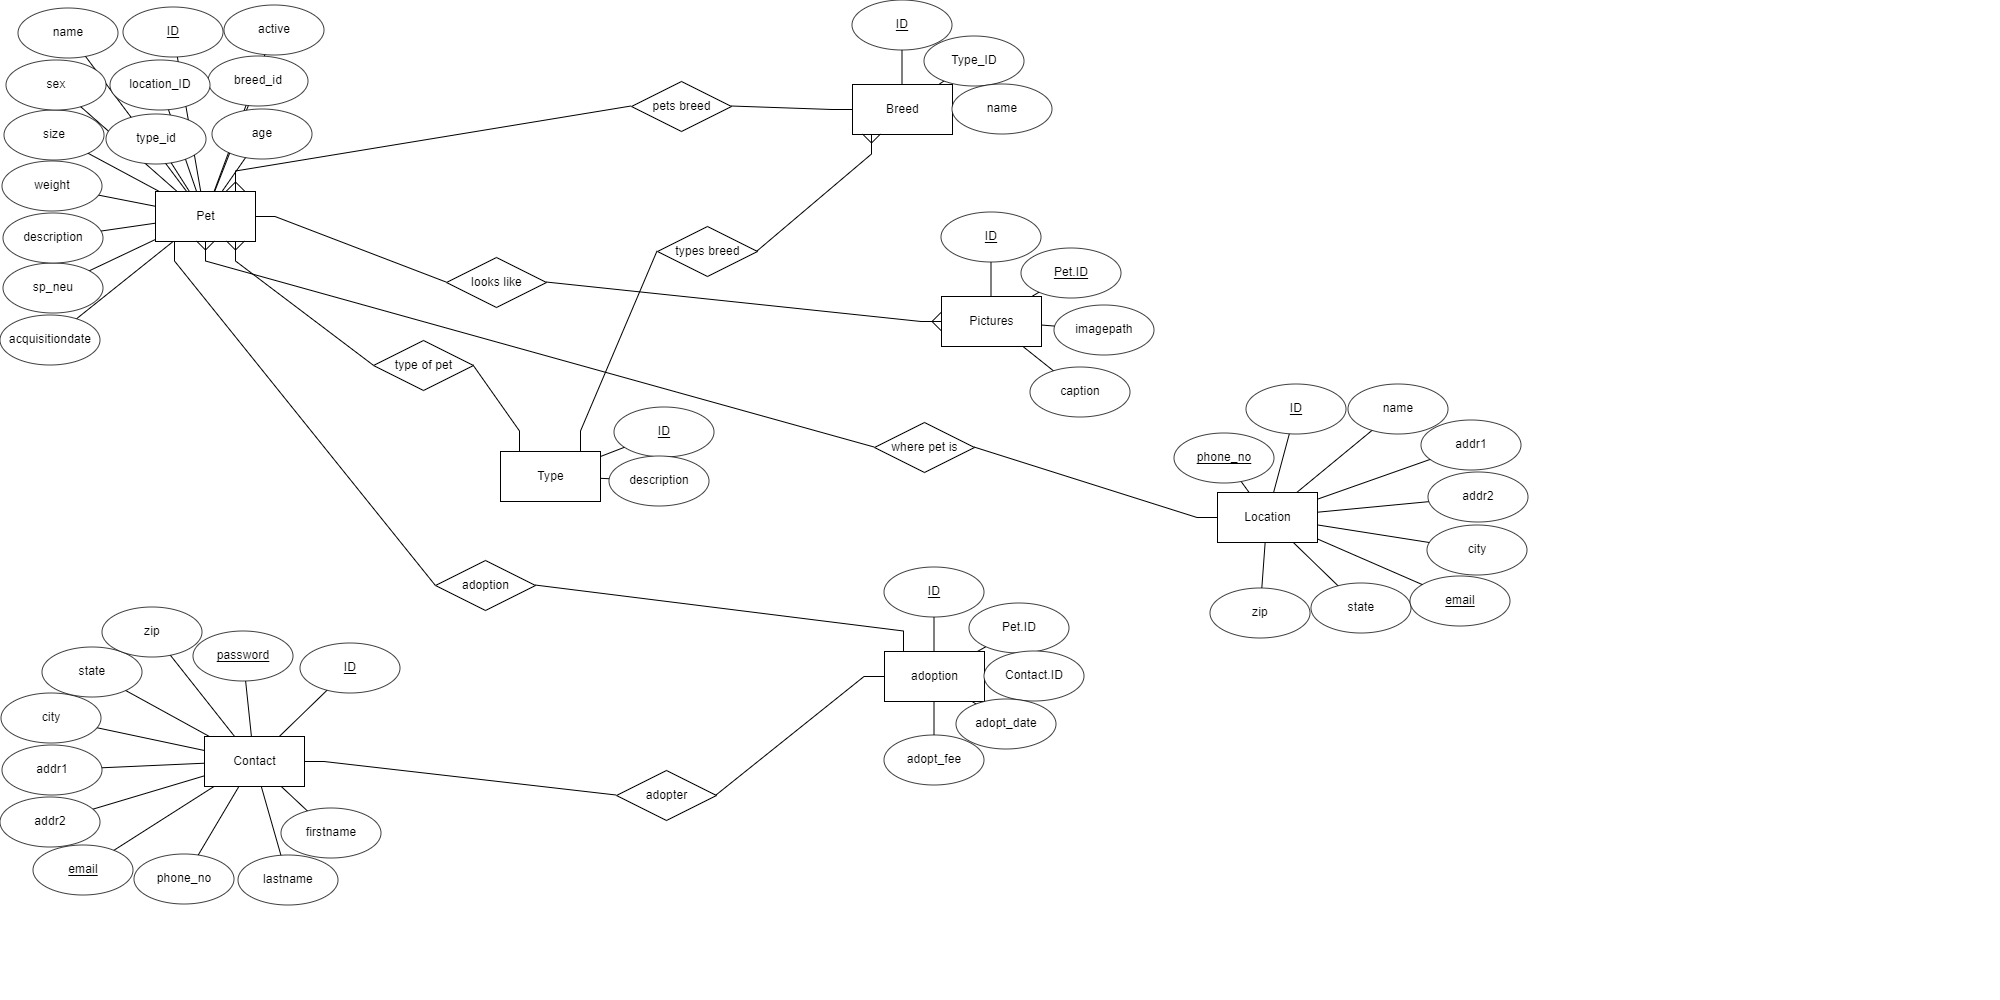 name
ID
active
sex
location_ID
breed_id
size
type_id
age
weight
description
sp_neu
acquisitiondate
Pet
pets breed
ID
Type_ID
Breed
name
types breed
looks like
ID
Pet.ID
Pictures
imagepath
caption
type of pet
ID
Type
description
where pet is
ID
name
phone_no
addr1
addr2
Location
city
email
state
zip
adoption
ID
Pet.ID
adoption
Contact.ID
adopt_date
adopt_fee
zip
password
ID
state
city
addr1
Contact
addr2
email
phone_no
lastname
firstname
adopter